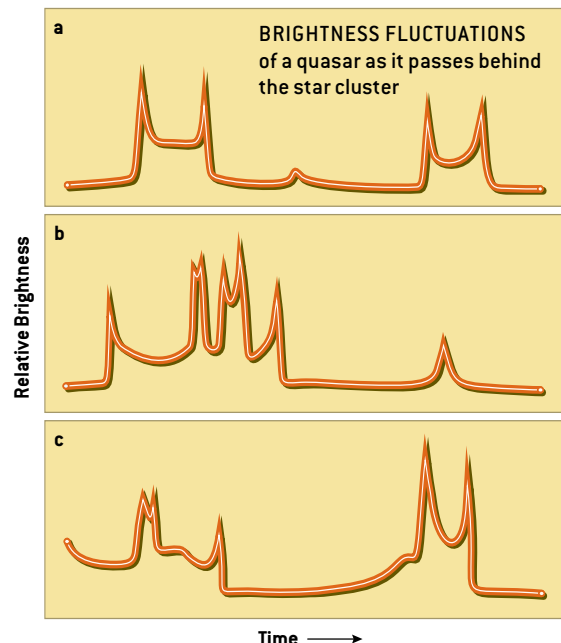 a
BRIGHTNESS FLUCTUATIONS
of a quasar as it passes behind
the star cluster
b
Relative Brightness
c
Time